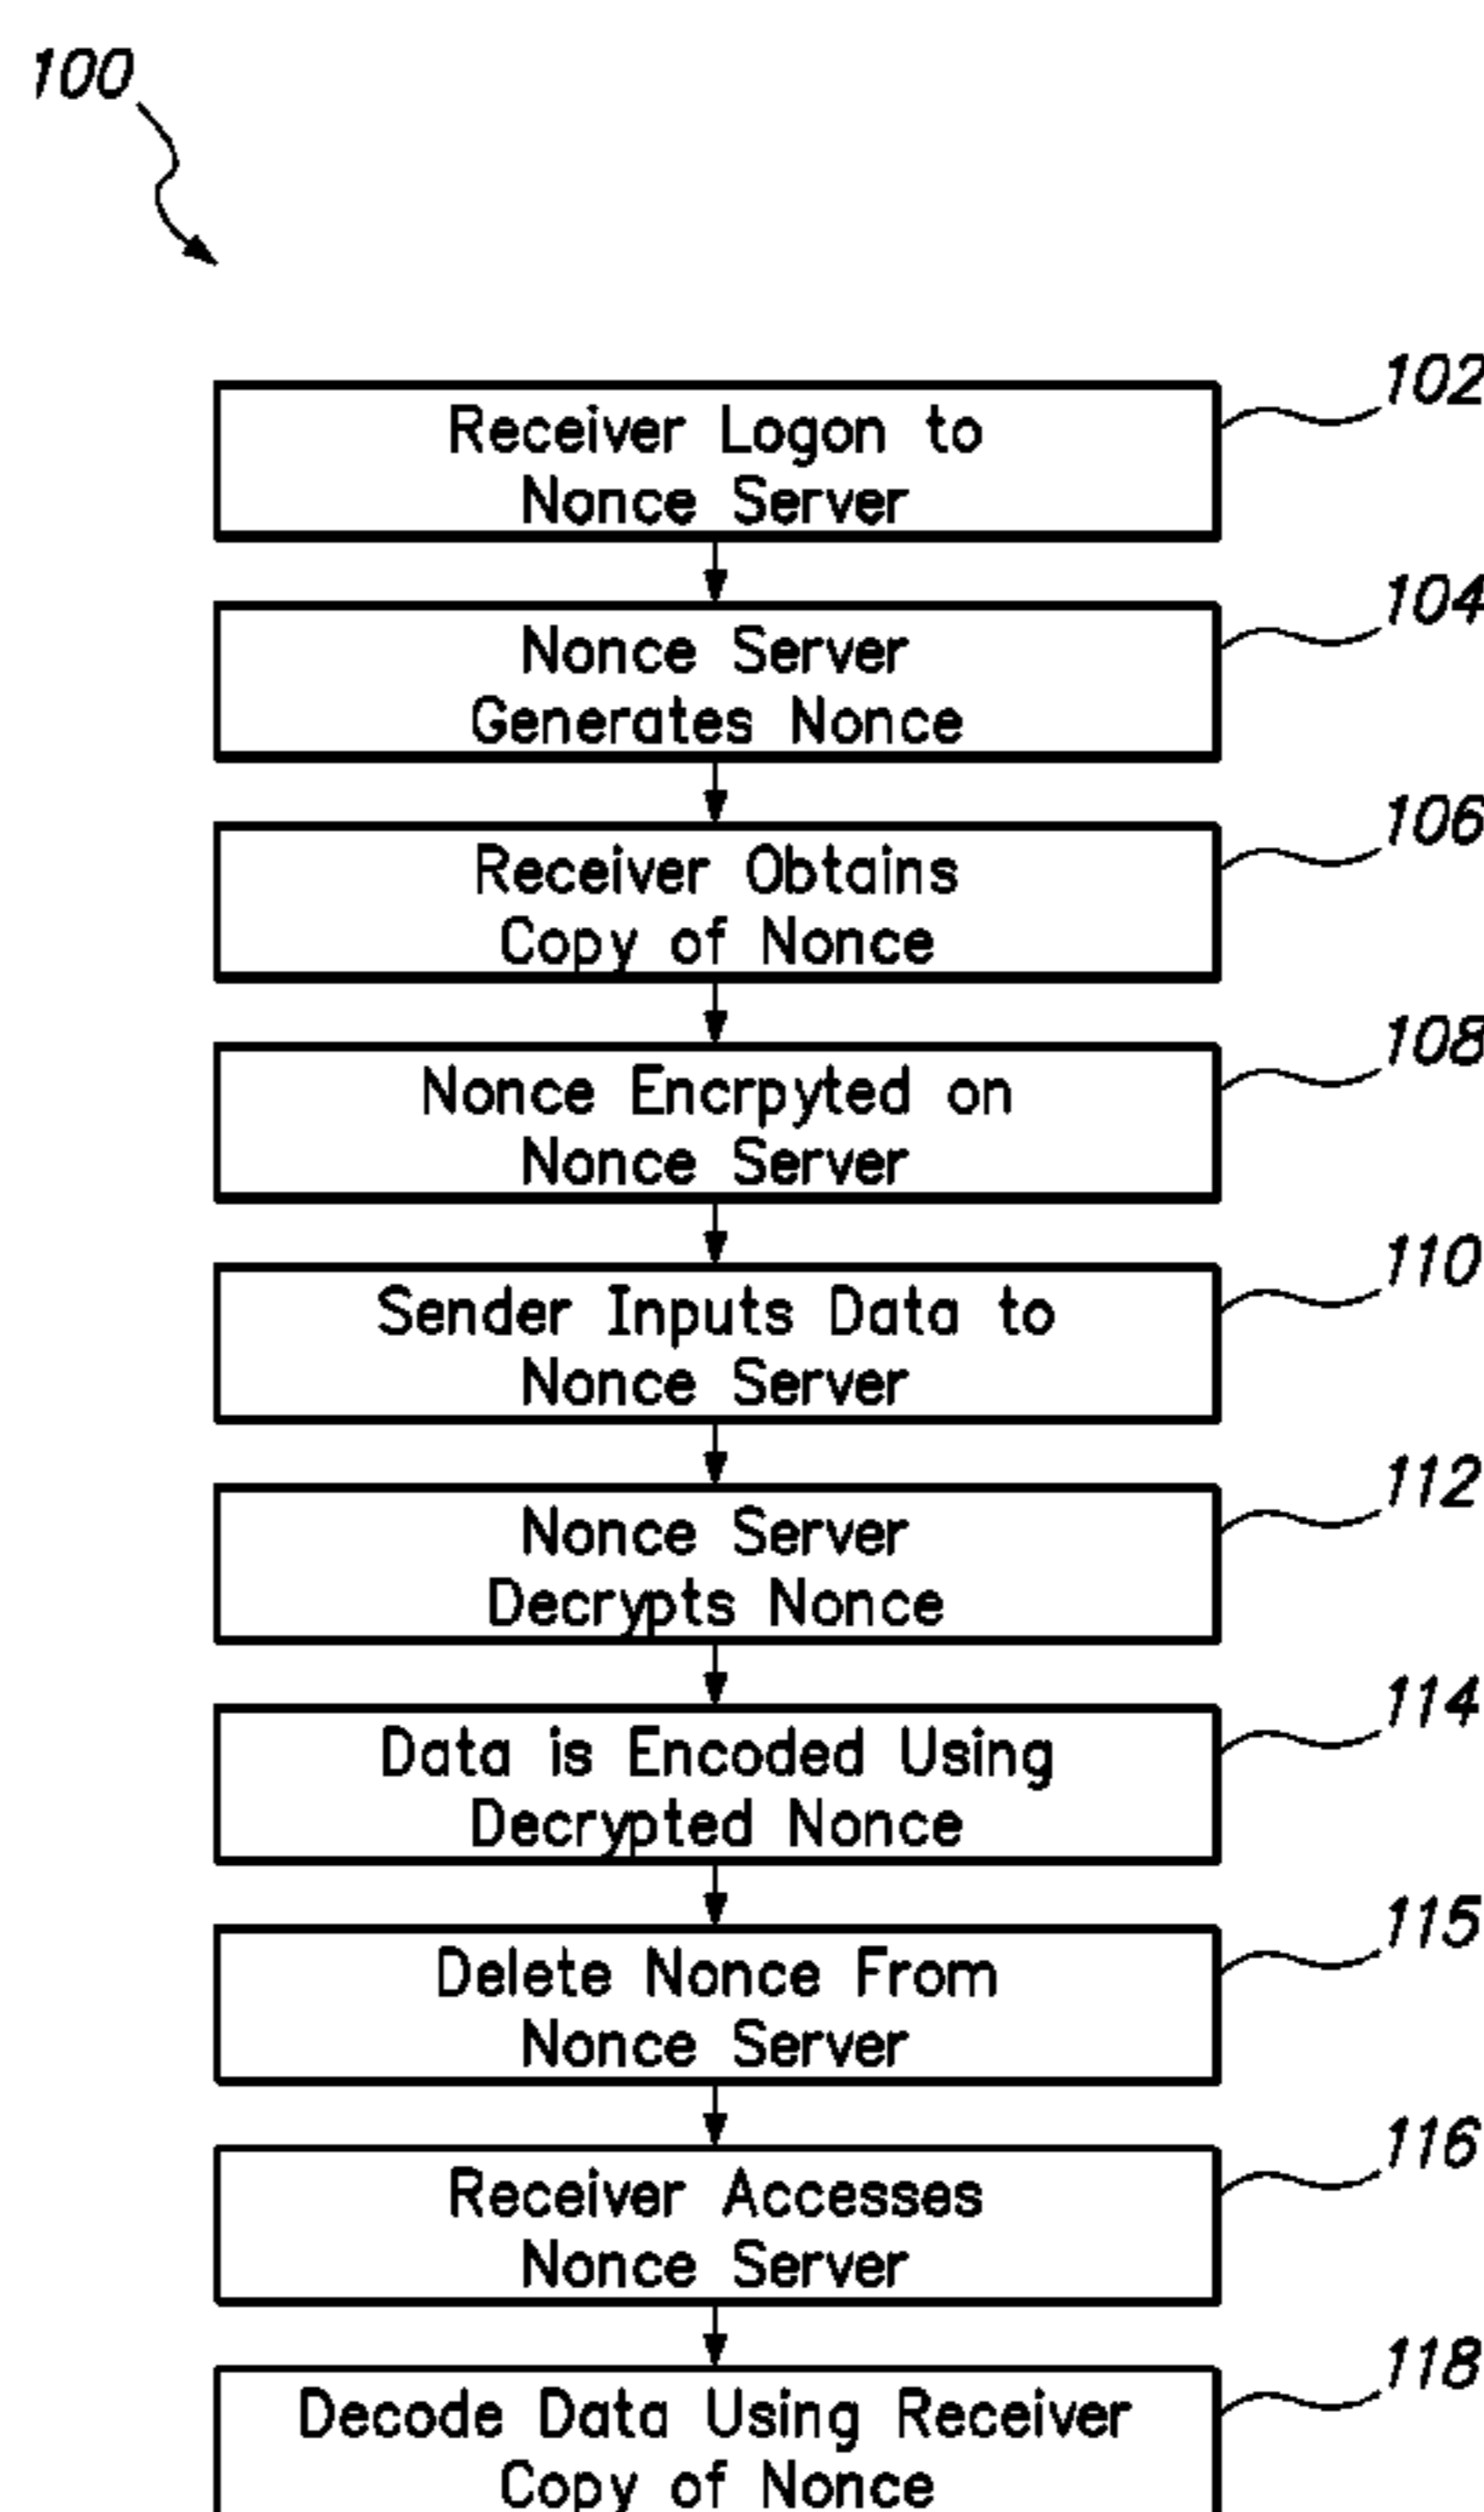 100
102
Receiver Logon to
Nonce Server
104
Nonce Server
Generates Nonce
106
Receiver Obtains
Copy of Nonce
108
Nonce Encrpyted on
Nonce Server
110
Sender Inputs Data to
Nonce Server
112
Nonce Server
Decrypts Nonce
114
Data is Encoded Using
Decrypted Nonce
115
Delete Nonce From
Nonce Server
116
Receiver Accesses
Nonce Server
118
Decode Data Using Receiver
Copy of Nonce